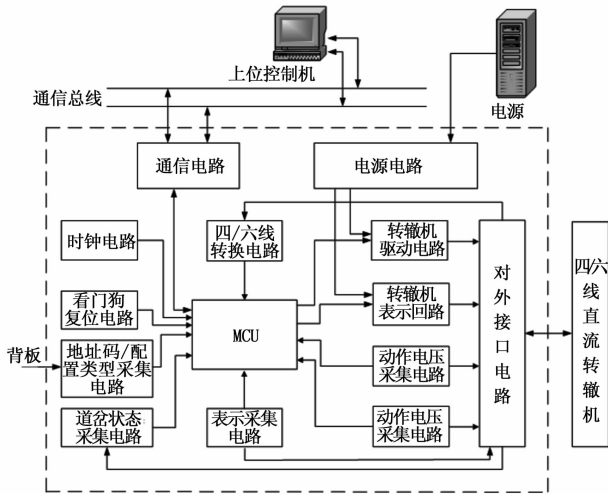 上位控制机
通信总线
电源
通信电路
电源电路
时钟电路
四/六线
转换电路
转辙机
驱动电路
看门狗
复位电路
MCU
转辙机
表示回路
对外接口电路
四六线直流转辙机
背板
地址码/配
置类型采集
电路
动作电压
采集电路
道岔状态
采集电路
表示采集
电路
动作电压
采集电路